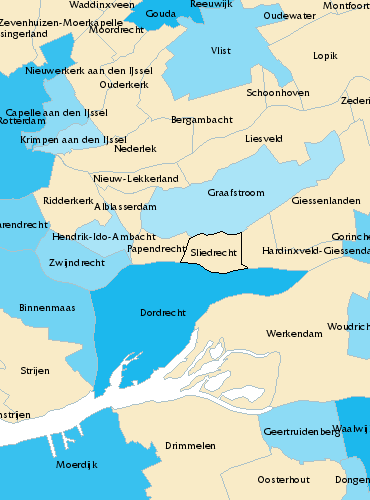 Waddinxveen
Reeuwijk
Montfoort
Gouda
Oudewater
Zevenhuizen-Moerkapelle
Moordrecht
singerland
Vlist
Lopik
Nieuwerkerk aan den IJssel
Ouderkerk
Schoonhoven
Zederi
Capelle aan den IJssel
Rotterdam
Bergambacht
Krimpen aan den IJssel
Liesveld
Nederlek
Nieuw-Lekkerland
Graafstroom
Ridderkerk
Alblasserdam
Giessenlanden
arendrecht
Hendrik-Ido-Ambacht
Gorinche
Papendrecht
Sliedrecht
Hardinxveld-Giessenda
Zwijndrecht
Binnenmaas
Dordrecht
Woudrich
Werkendam
Strijen
nstrijen
Geertruidenberg
Waalwij
Drimmelen
Moerdijk
Oosterhout
Dongen